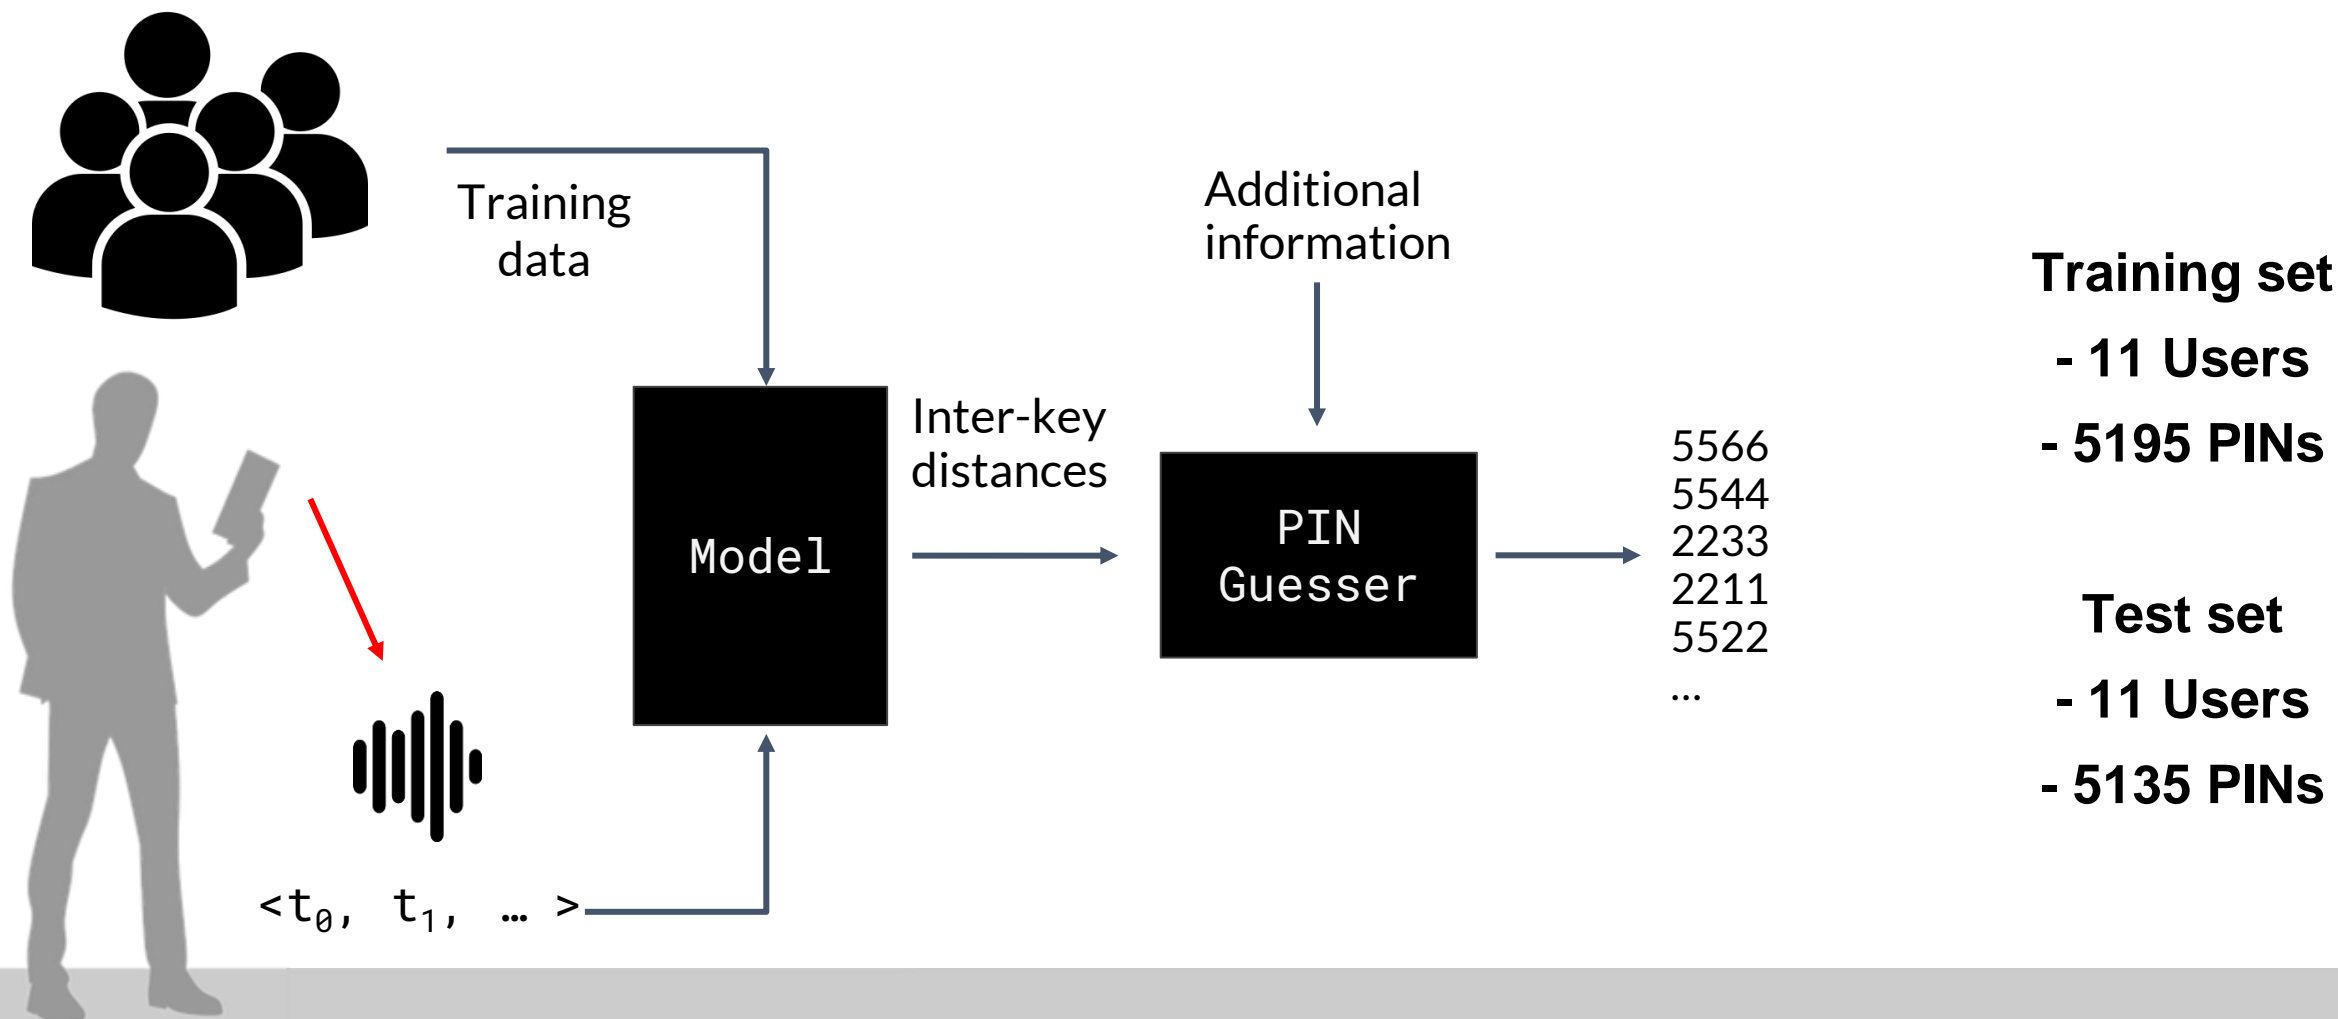 Training
data
Additional
information
Inter-key
distances
Model
PIN
Guesser
<t₀, t₁, … >
5566
5544
2233
2211
5522
...
Training set
- 11 Users
- 5195 PINs
Test set
- 11 Users
- 5135 PINs